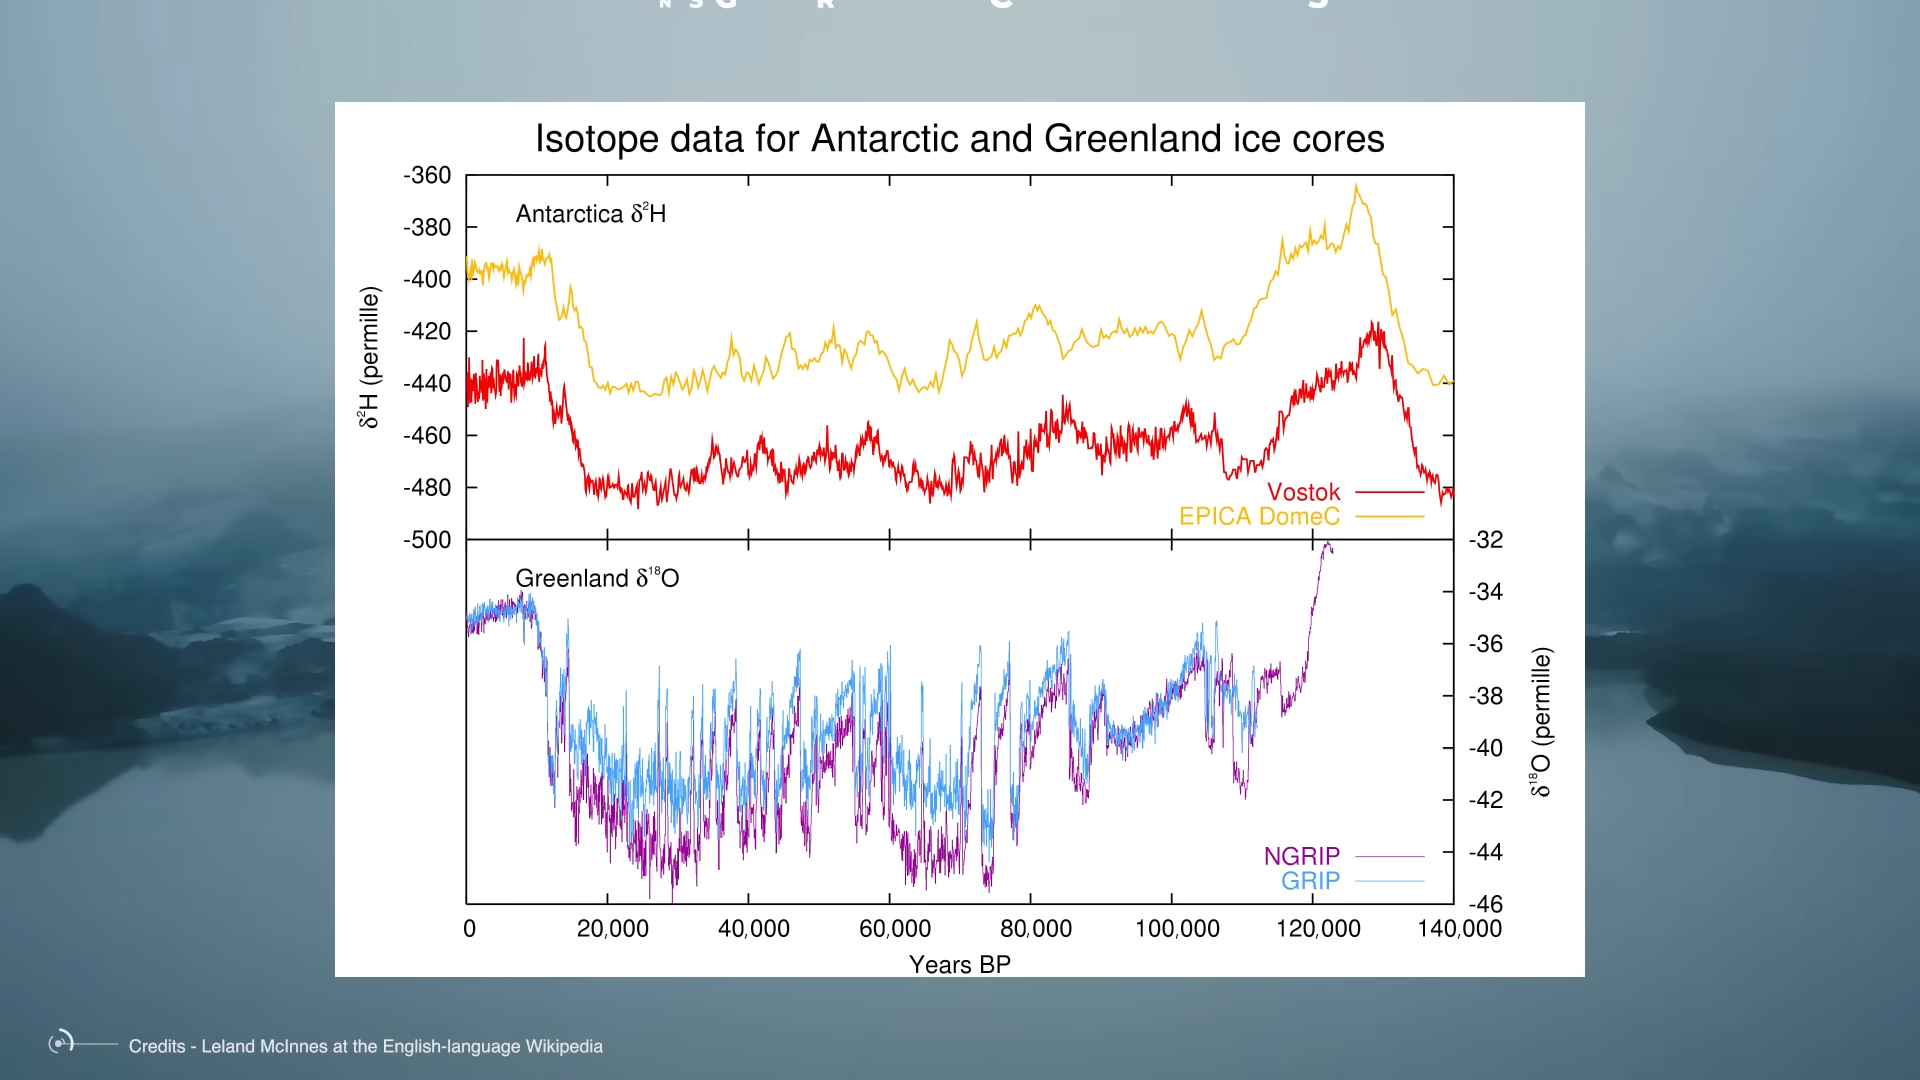 Isotope data for Antarctic and Greenland ice cores
-360
Antarctica δ²H
-380
-400
-420
-440
-460
-480
-500
δ²H (permille)
Vostok
EPICA DomeC
-32
Greenland δ¹⁸O
-34
-36
-38
-40
-42
-44
-46
δ¹⁸O (permille)
NGRIP
GRIP
0 20,000 40,000 60,000 80,000 100,000 120,000 140,000
Years BP
Credits - Leland McInnes at the English-language Wikipedia